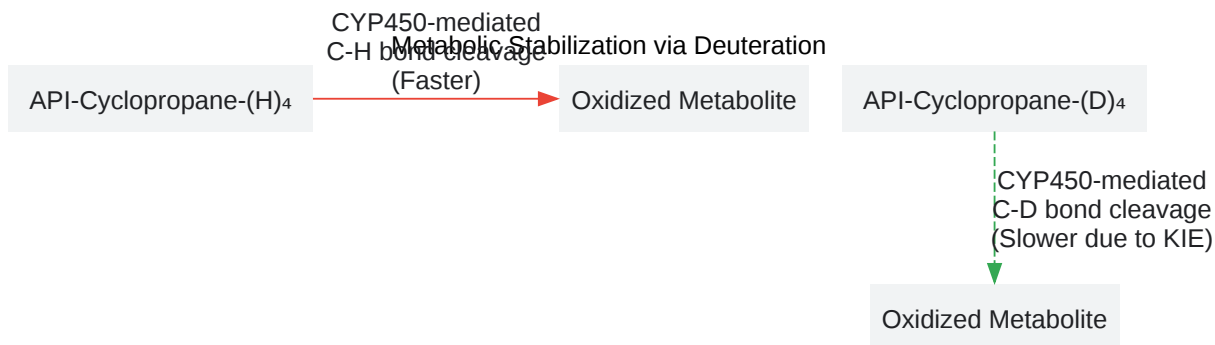 CYP450-mediated
Metabolic Stabilization via Deuteration
C-H bond cleavage
(Faster)
API-Cyclopropane-(H)₄
Oxidized Metabolite
API-Cyclopropane-(D)₄
CYP450-mediated
C-D bond cleavage
(Slower due to KIE)
Oxidized Metabolite